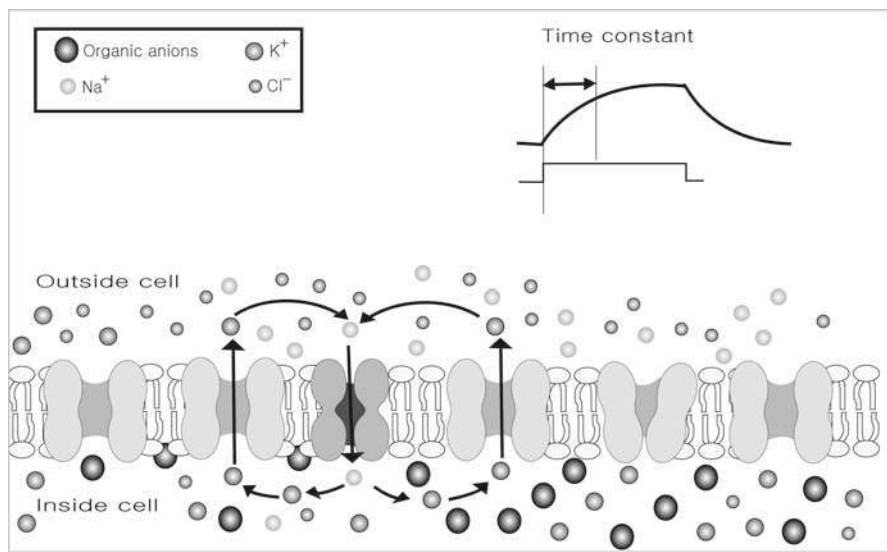 Organic anions
K+
Na+
Cl−
Time constant
Outside cell
Inside cell